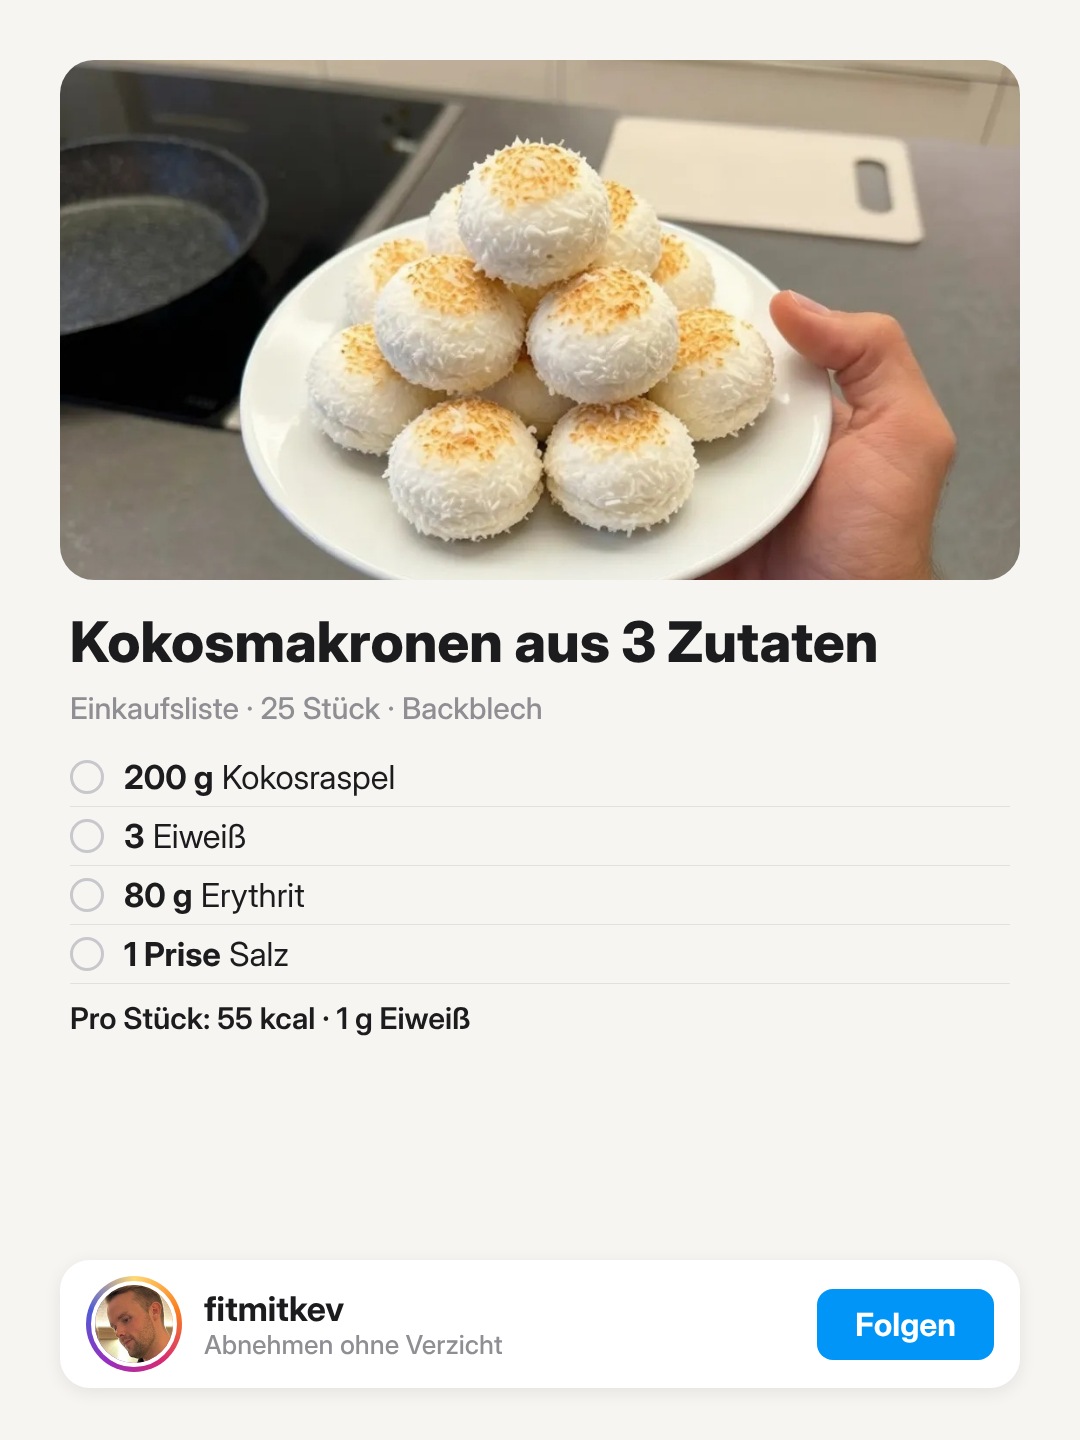 Kokosmakronen aus 3 Zutaten
Einkaufsliste · 25 Stück · Backblech
200 g Kokosraspel
3 Eiweiß
80 g Erythrit
1 Prise Salz
Pro Stück: 55 kcal · 1 g Eiweiß
fitmitkev
Abnehmen ohne Verzicht
Folgen